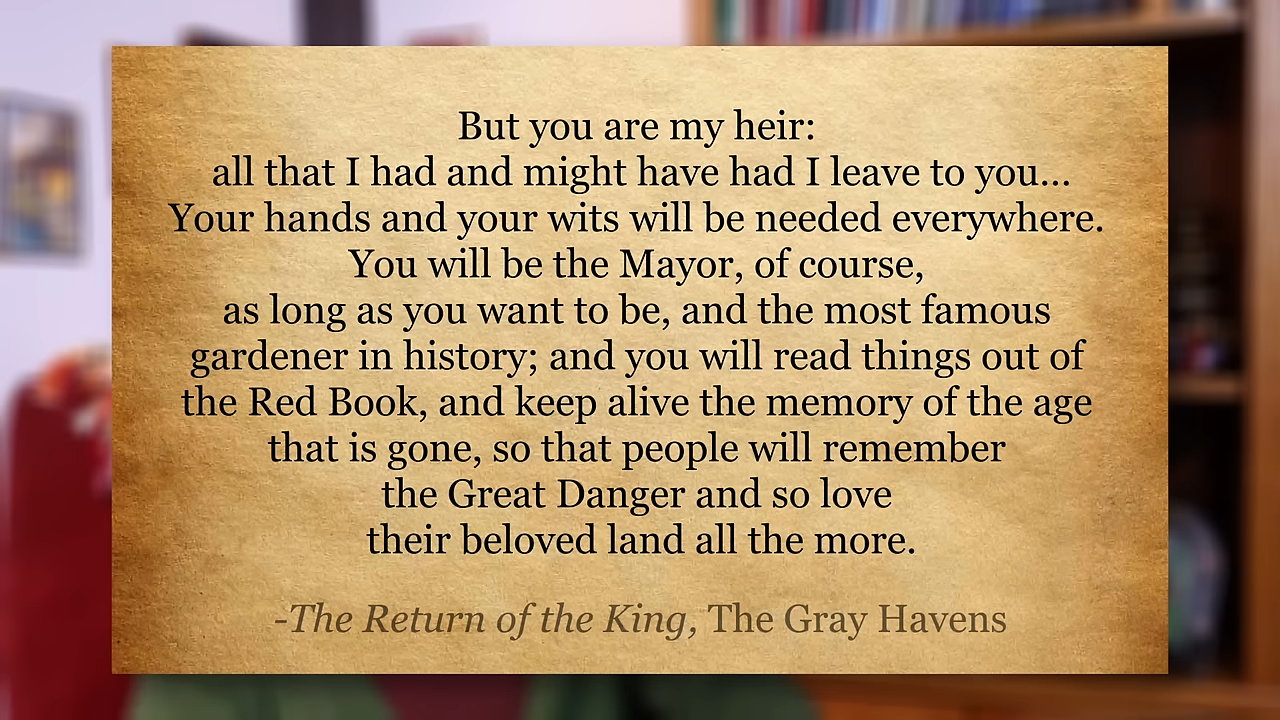 But you are my heir:
all that I had and might have had I leave to you...
Your hands and your wits will be needed everywhere.
You will be the Mayor, of course,
as long as you want to be, and the most famous
gardener in history; and you will read things out of
the Red Book, and keep alive the memory of the age
that is gone, so that people will remember
the Great Danger and so love
their beloved land all the more.
-The Return of the King, The Gray Havens